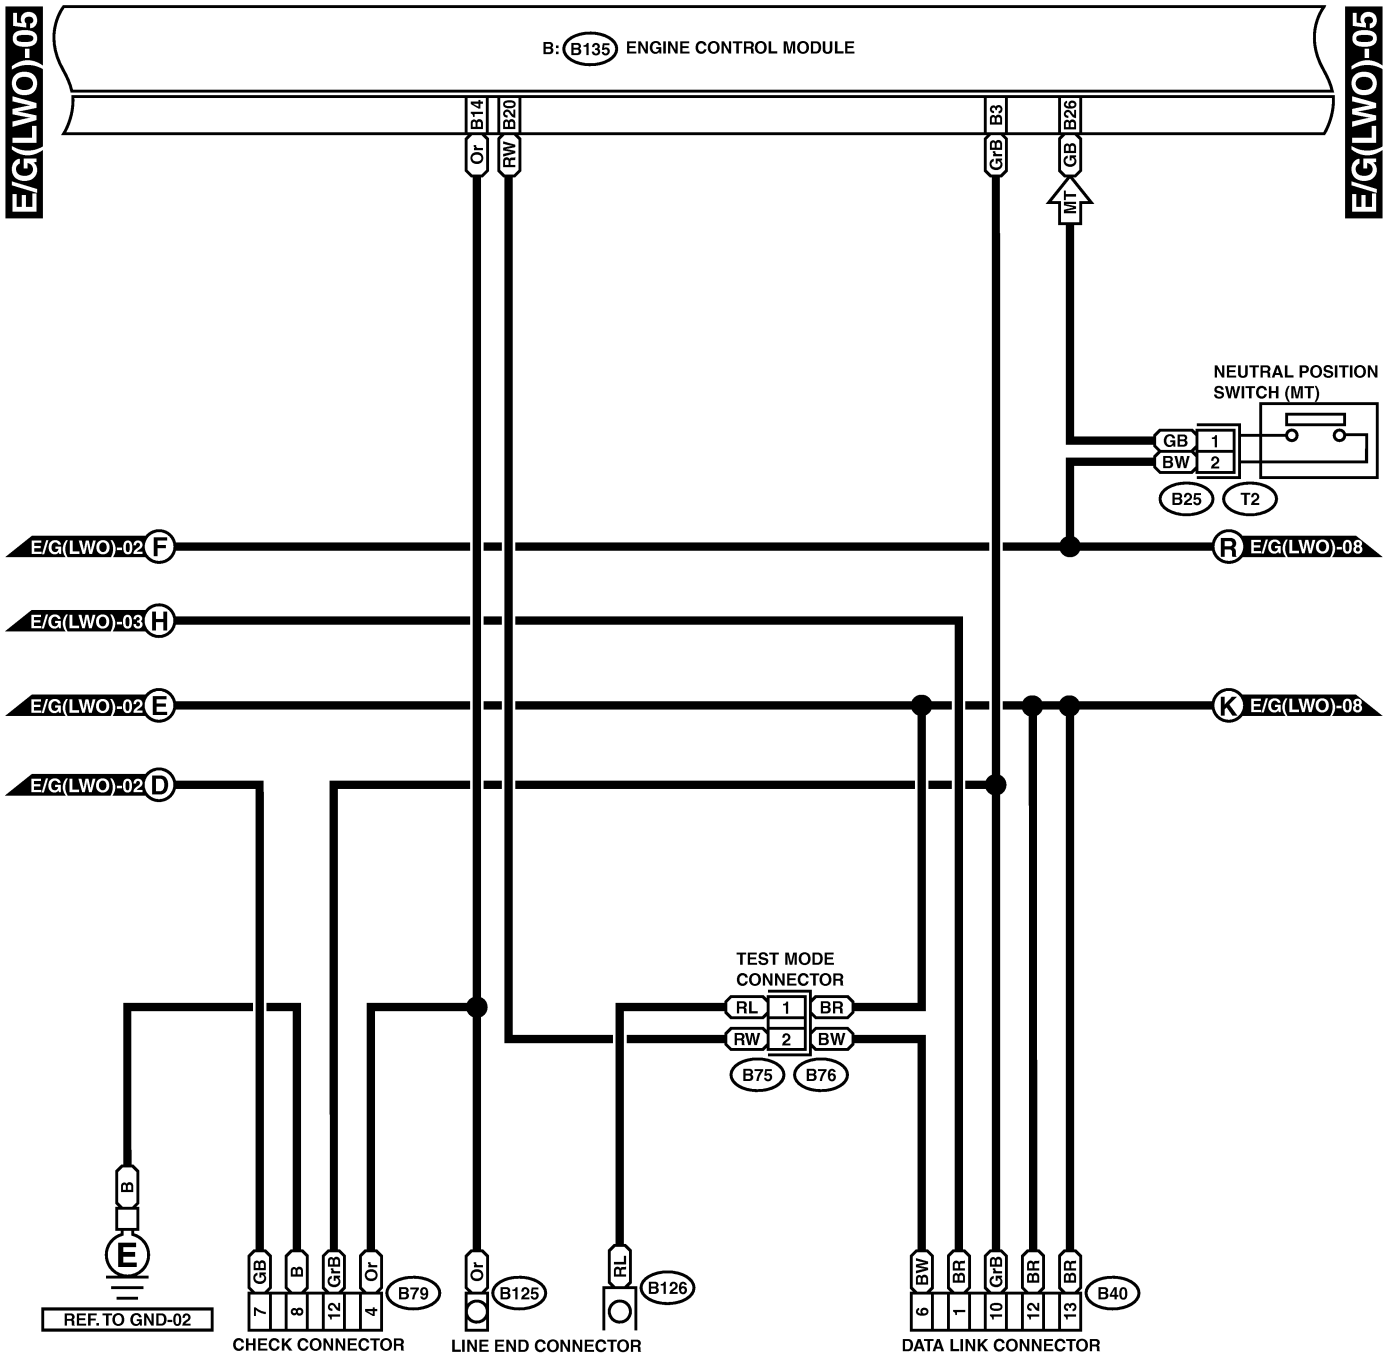 E/G(LWO)-05
B: B135 ENGINE CONTROL MODULE
E/G(LWO)-05
B14 B20 B3 B26
Or RW GrB GB
MT
NEUTRAL POSITION
SWITCH (MT)
GB 1
BW 2
B25 T2
E/G(LWO)-02 F
R E/G(LWO)-08
E/G(LWO)-03 H
E/G(LWO)-02 E
K E/G(LWO)-08
E/G(LWO)-02 D
TEST MODE
CONNECTOR
RL 1 BR
RW 2 BW
B75 B76
B
E
REF. TO GND-02
GB B GrB Or
7 8 12 4
B79
CHECK CONNECTOR
Or
B125
RL
B126
LINE END CONNECTOR
BW BR GrB BR BR
6 1 10 12 13
B40
DATA LINK CONNECTOR